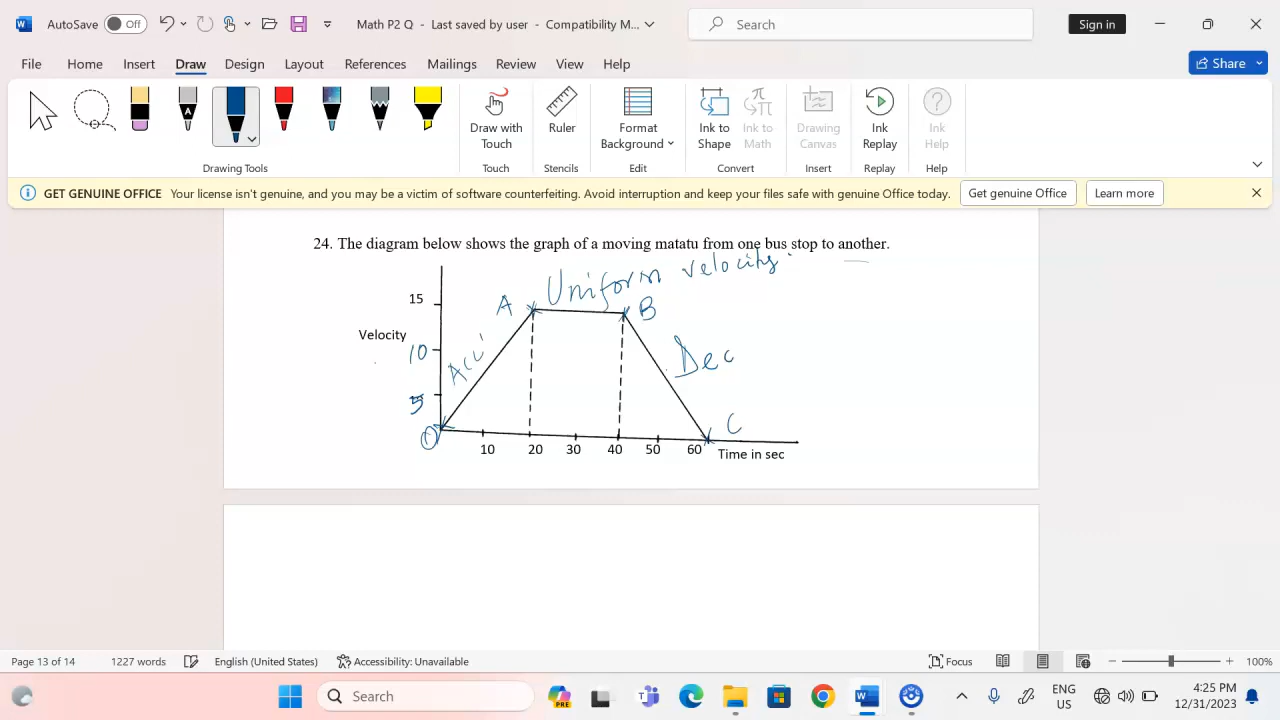 AutoSave Off Math P2 Q - Last saved by user - Compatibility M... Search Sign in
File Home Insert Draw Design Layout References Mailings Review View Help Share
Draw with Touch Ruler Format Background Ink to Shape Ink to Math Drawing Canvas Ink Replay Ink Help
Drawing Tools Touch Stencils Edit Convert Insert Replay Help
GET GENUINE OFFICE Your license isn't genuine, and you may be a victim of software counterfeiting. Avoid interruption and keep your files safe with genuine Office today. Get genuine Office Learn more
24. The diagram below shows the graph of a moving matatu from one bus stop to another.
Uniform velocity.
15 A B
Velocity
10 Acc' Dec
5
O C
10 20 30 40 50 60 Time in sec
Page 13 of 14 1227 words English (United States) Accessibility: Unavailable Focus 100%
Search PRE ENG US 4:25 PM 12/31/2023